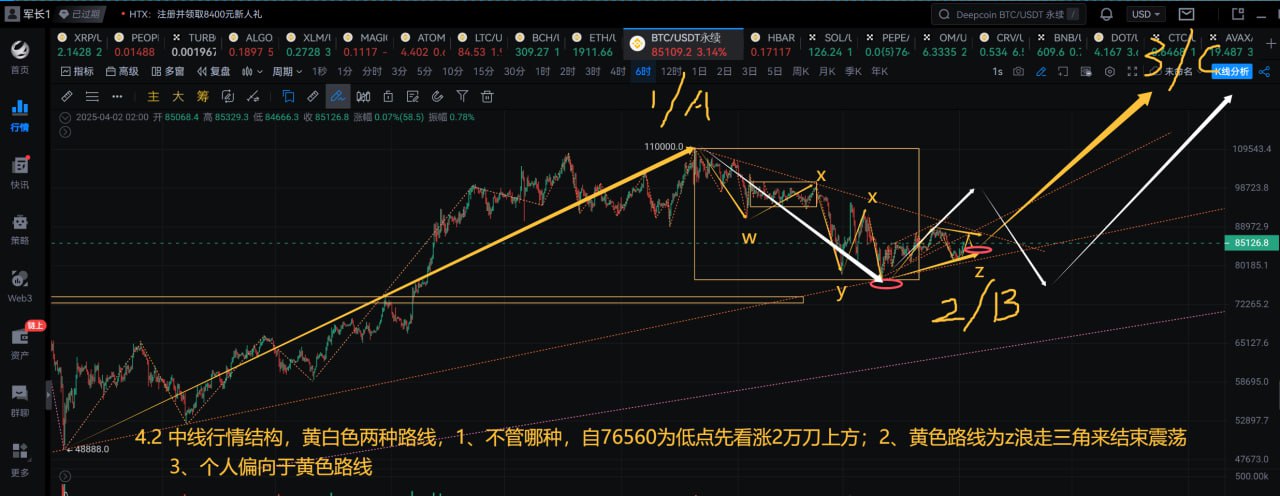 军长1 已过期 HTX：注册并领取8400元新人礼 Deepcoin BTC/USDT 永续 / USD
XRP/ PEOP TURB ALGO XLM/U MAGIC ATOM LTC/U BCH/ ETH/U BTC/USDT永续 HBAR SOL/U PEPE/ OM/U CRV/ BNB/ DOT/ CTC AVAX
2.1428 2 0.01488 0.001967 0.1897 5 0.2728 3 0.1117 4.402 0. 84.53 1.9 309.27 1 1911.66 85109.2 3.14% 0.17117 126.24 1 0.0(5)764 6.3335 2 0.534 6. 609.6 0. 4.167 3. 19.487 3
指标 高级 多窗 复盘 周期 1秒 1分 分时 3分 5分 10分 15分 30分 1时 2时 3时 4时 6时 12时 1日 2日 3日 5日 周K 月K 季K 年K 1s 未命名 K线分析
主 大 筹
2025-04-02 02:00 开 85068.4 高 85329.3 低 84666.3 收 85126.8 涨幅 0.07%(58.5) 振幅 0.78%
首页
行情
快讯
策略
Web3
链上
资产
群聊
更多
1/A
3/C
110000.0
x
x
w
y
z
2/B
48888.0
109543.4
98723.8
88972.9
85126.8
80185.1
72265.2
65127.6
58695.0
52897.7
47673.0
500.00k
4.2 中线行情结构，黄白色两种路线，1、不管哪种，自76560为低点先看涨2万刀上方；2、黄色路线为z浪走三角来结束震荡
3、个人偏向于黄色路线